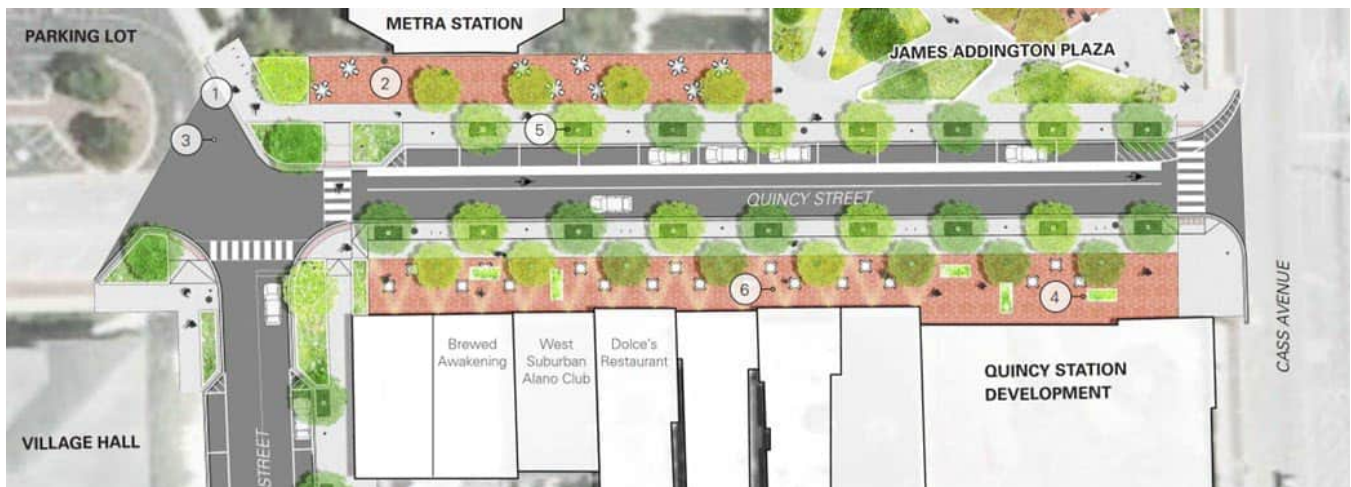 METRA STATION
PARKING LOT
JAMES ADDINGTON PLAZA
1
2
3
5
QUINCY STREET
6
4
CASS AVENUE
Brewed
Awakening
West
Suburban
Alano Club
Dolce's
Restaurant
QUINCY STATION
DEVELOPMENT
VILLAGE HALL
STREET